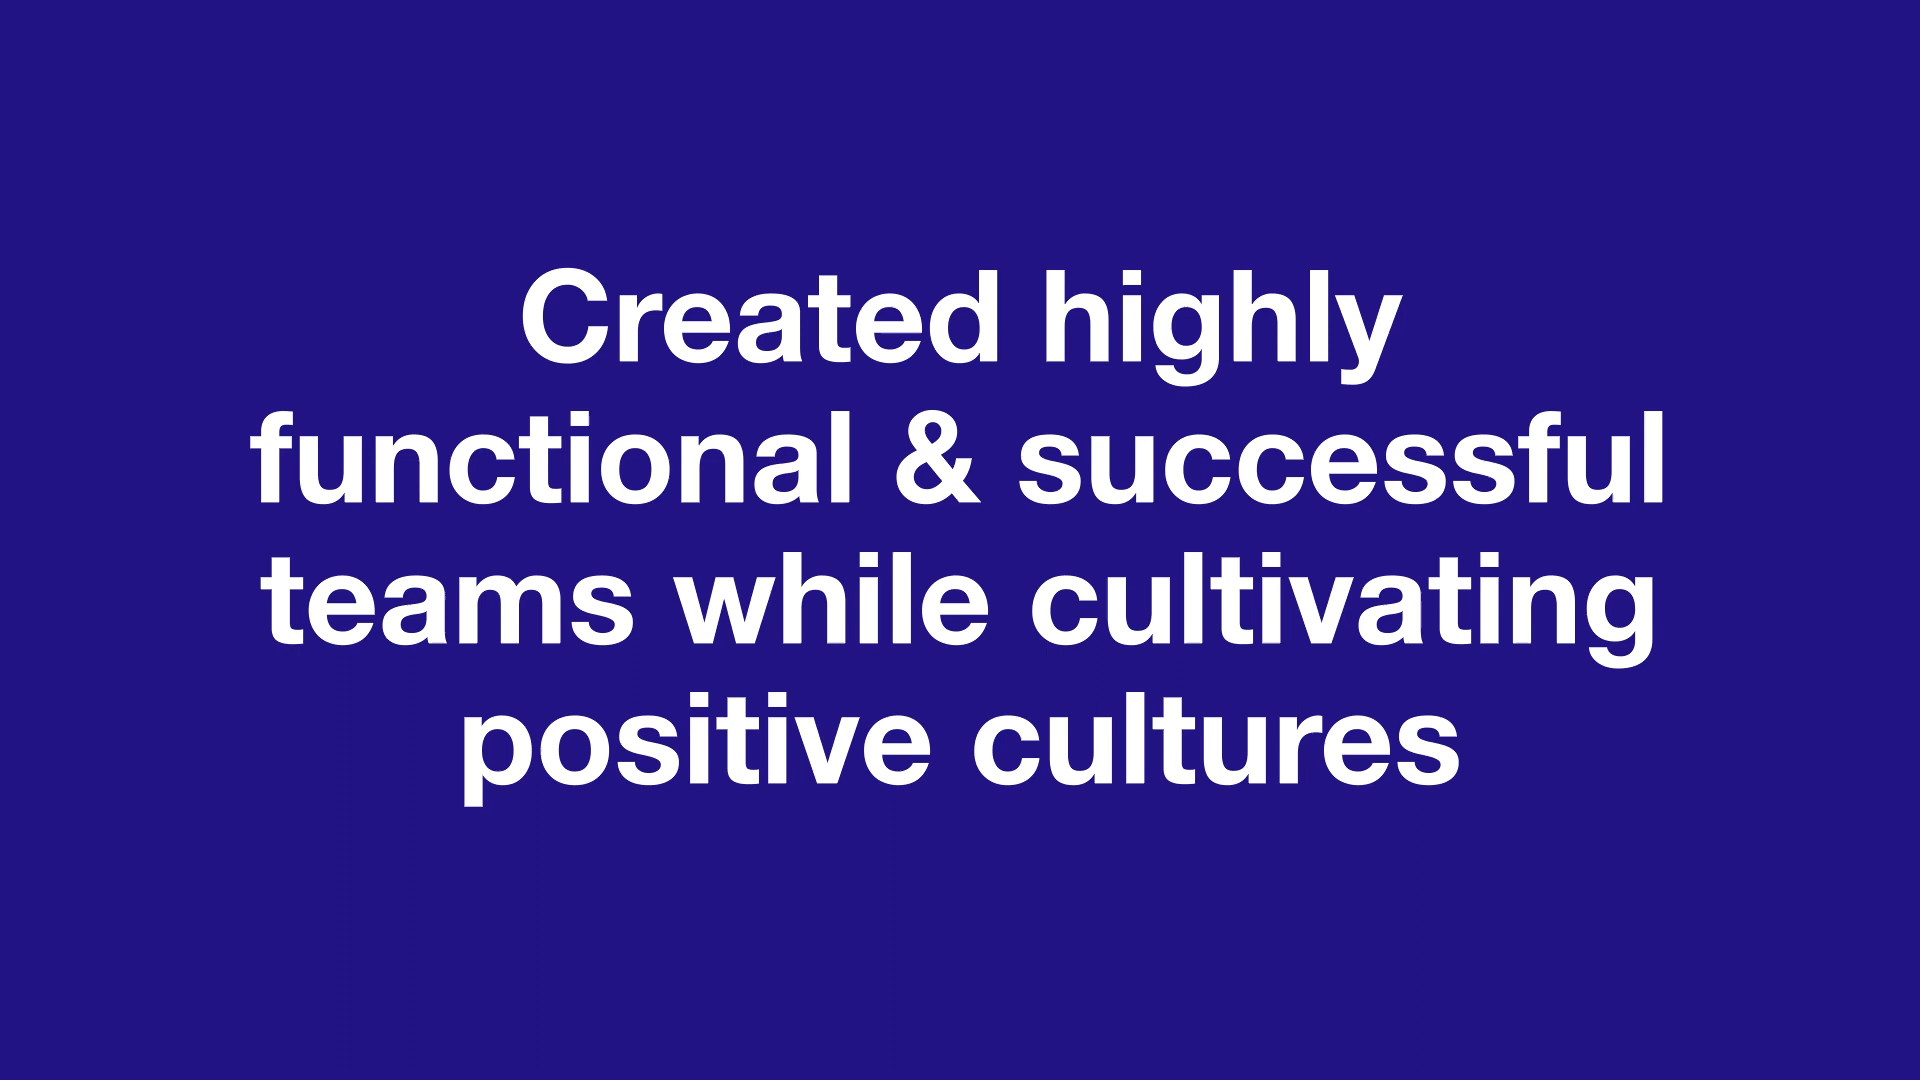 Created highly
functional & successful
teams while cultivating
positive cultures